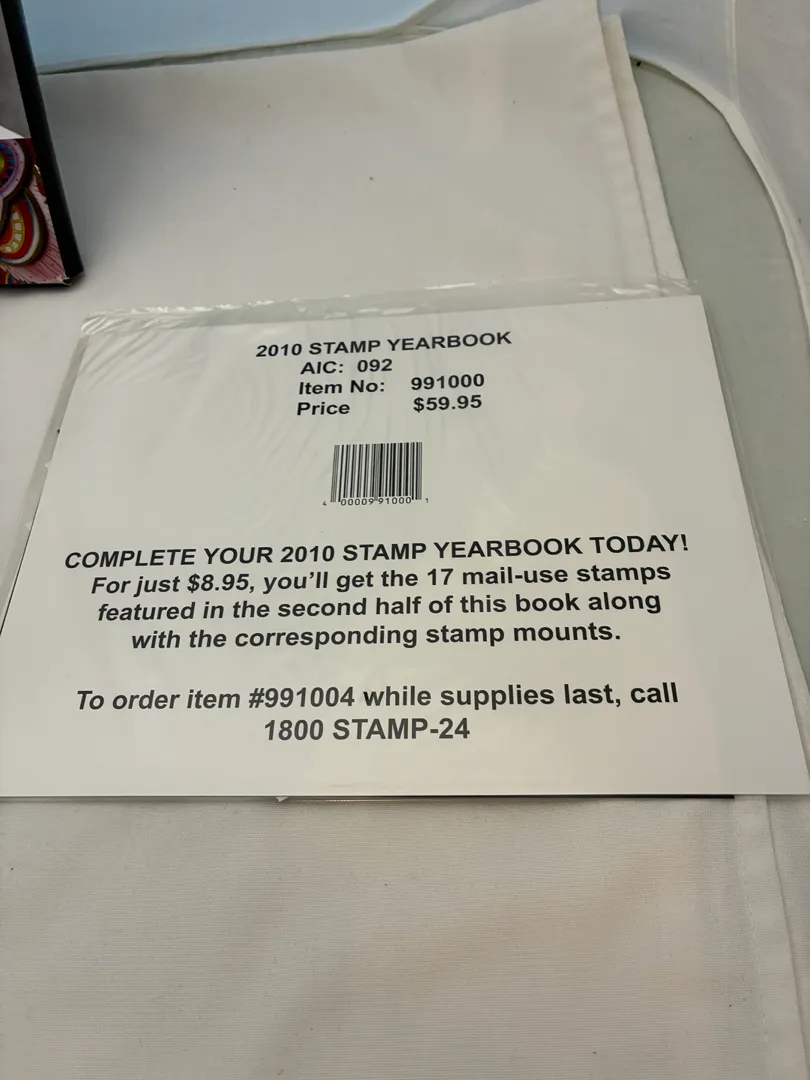 2010 STAMP YEARBOOK
AIC: 092
Item No: 991000
Price $59.95
4 00009 91000 1
COMPLETE YOUR 2010 STAMP YEARBOOK TODAY!
For just $8.95, you'll get the 17 mail-use stamps
featured in the second half of this book along
with the corresponding stamp mounts.
To order item #991004 while supplies last, call
1800 STAMP-24